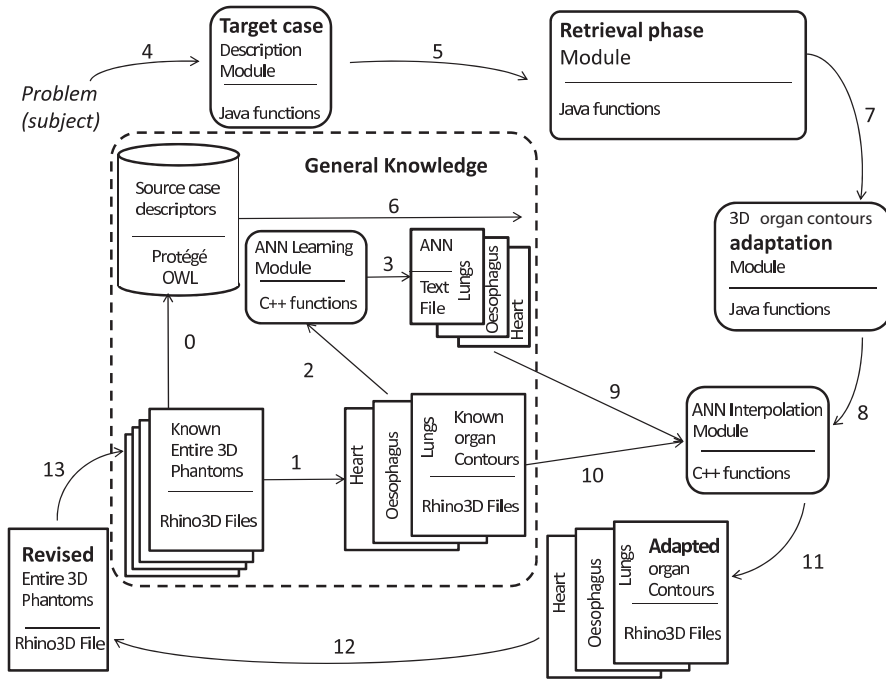 Target case
Description
Module
Java functions
4
5
Retrieval phase
Module
Java functions
Problem
(subject)
7
General Knowledge
Source case
descriptors
Protégé
OWL
6
ANN Learning
Module
C++ functions
3
ANN
Text
File
Lungs
Oesophagus
Heart
3D organ contours
adaptation
Module
Java functions
0
2
9
8
ANN Interpolation
Module
C++ functions
Known
Entire 3D
Phantoms
Rhino3D Files
1
Heart
Oesophagus
Lungs
Known
organ
Contours
Rhino3D Files
10
13
11
Revised
Entire 3D
Phantoms
Rhino3D File
12
Heart
Oesophagus
Lungs
Adapted
organ
Contours
Rhino3D Files